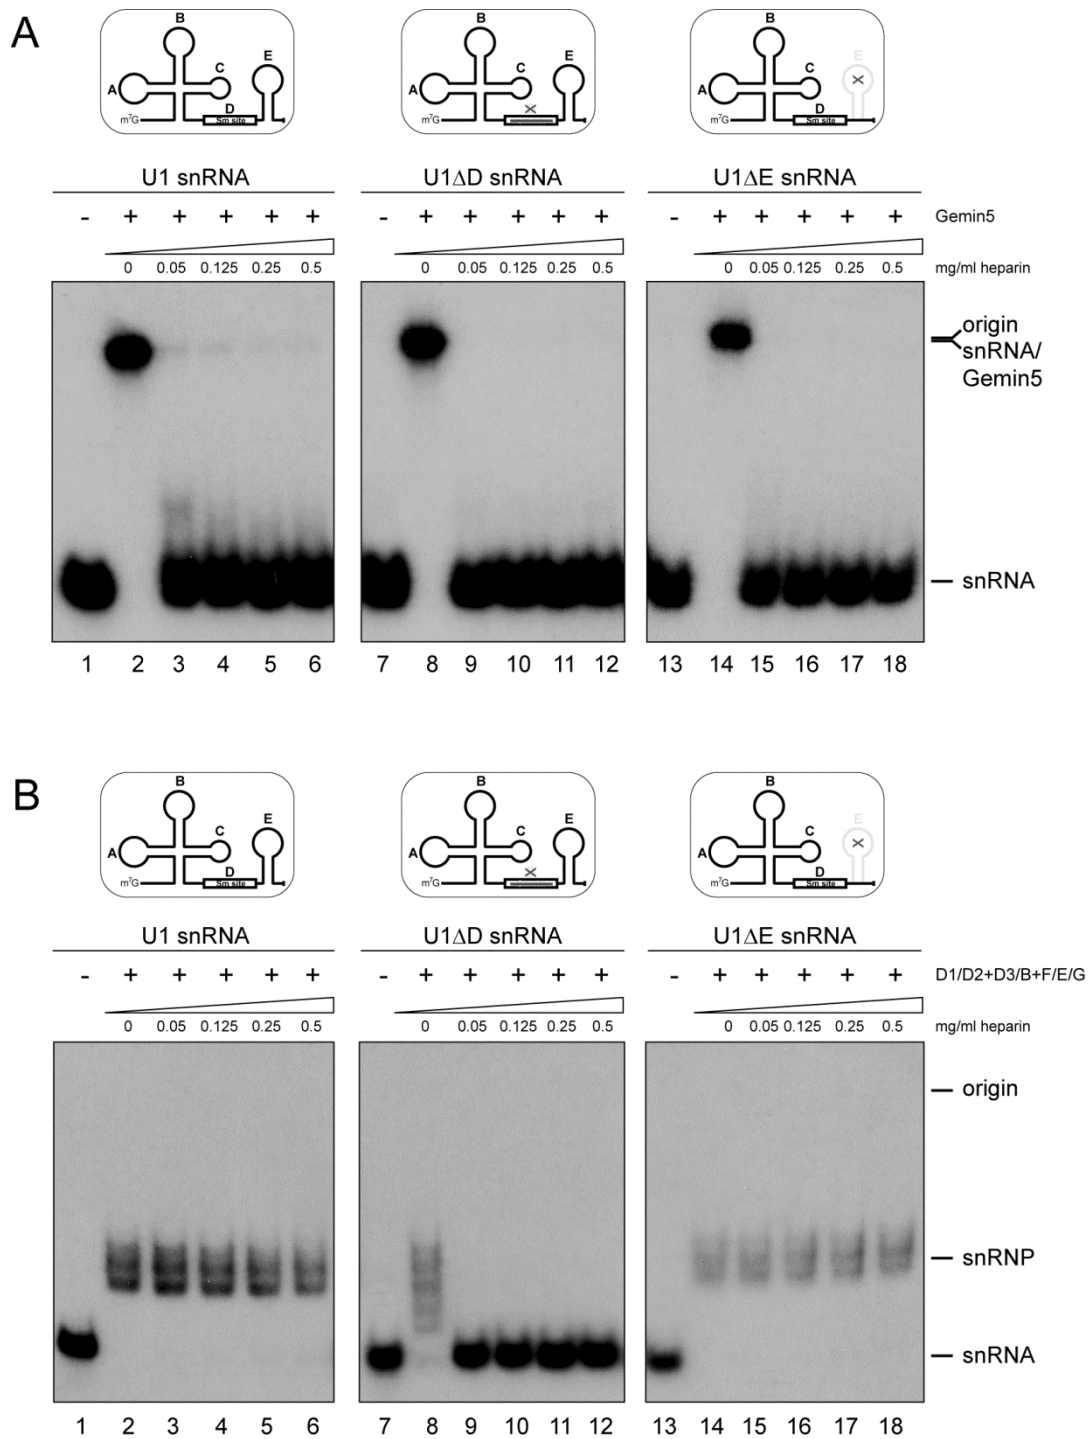 A
B B B
E E E
A C A C A C
D D
m7G Sm site m7G m7G Sm site
U1 snRNA U1ΔD snRNA U1ΔE snRNA
- + + + + + - + + + + + - + + + + + Gemin5
0 0.05 0.125 0.25 0.5 0 0.05 0.125 0.25 0.5 0 0.05 0.125 0.25 0.5 mg/ml heparin
origin
snRNA/
Gemin5
snRNA
1 2 3 4 5 6 7 8 9 10 11 12 13 14 15 16 17 18
B
B B B
E E E
A C A C A C
D D
m7G Sm site m7G m7G Sm site
U1 snRNA U1ΔD snRNA U1ΔE snRNA
- + + + + + - + + + + + - + + + + + D1/D2+D3/B+F/E/G
0 0.05 0.125 0.25 0.5 0 0.05 0.125 0.25 0.5 0 0.05 0.125 0.25 0.5 mg/ml heparin
origin
snRNP
snRNA
1 2 3 4 5 6 7 8 9 10 11 12 13 14 15 16 17 18